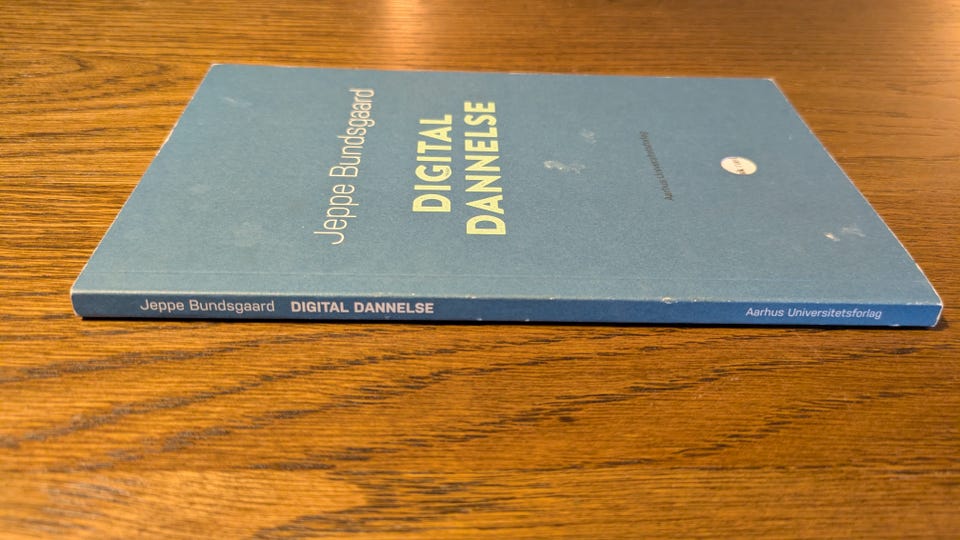 Jeppe Bundsgaard
DIGITAL
DANNELSE
Aarhus Universitetsforlag
Jeppe Bundsgaard DIGITAL DANNELSE Aarhus Universitetsforlag